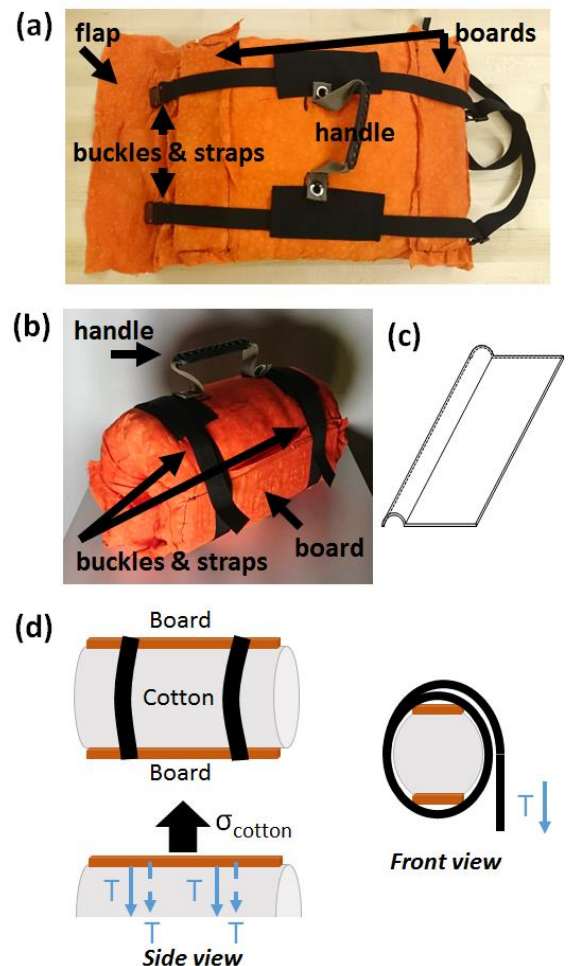 (a)
flap
boards
handle
buckles & straps
(b)
handle
(c)
buckles & straps
board
(d)
Board
Cotton
Board
σcotton
T
T
T
T
Side view
T
Front view